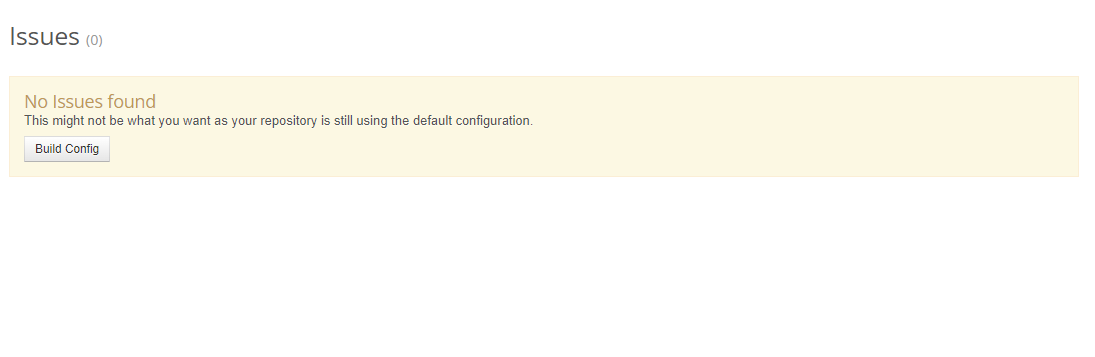 Issues (0)
No Issues found
This might not be what you want as your repository is still using the default configuration.
Build Config